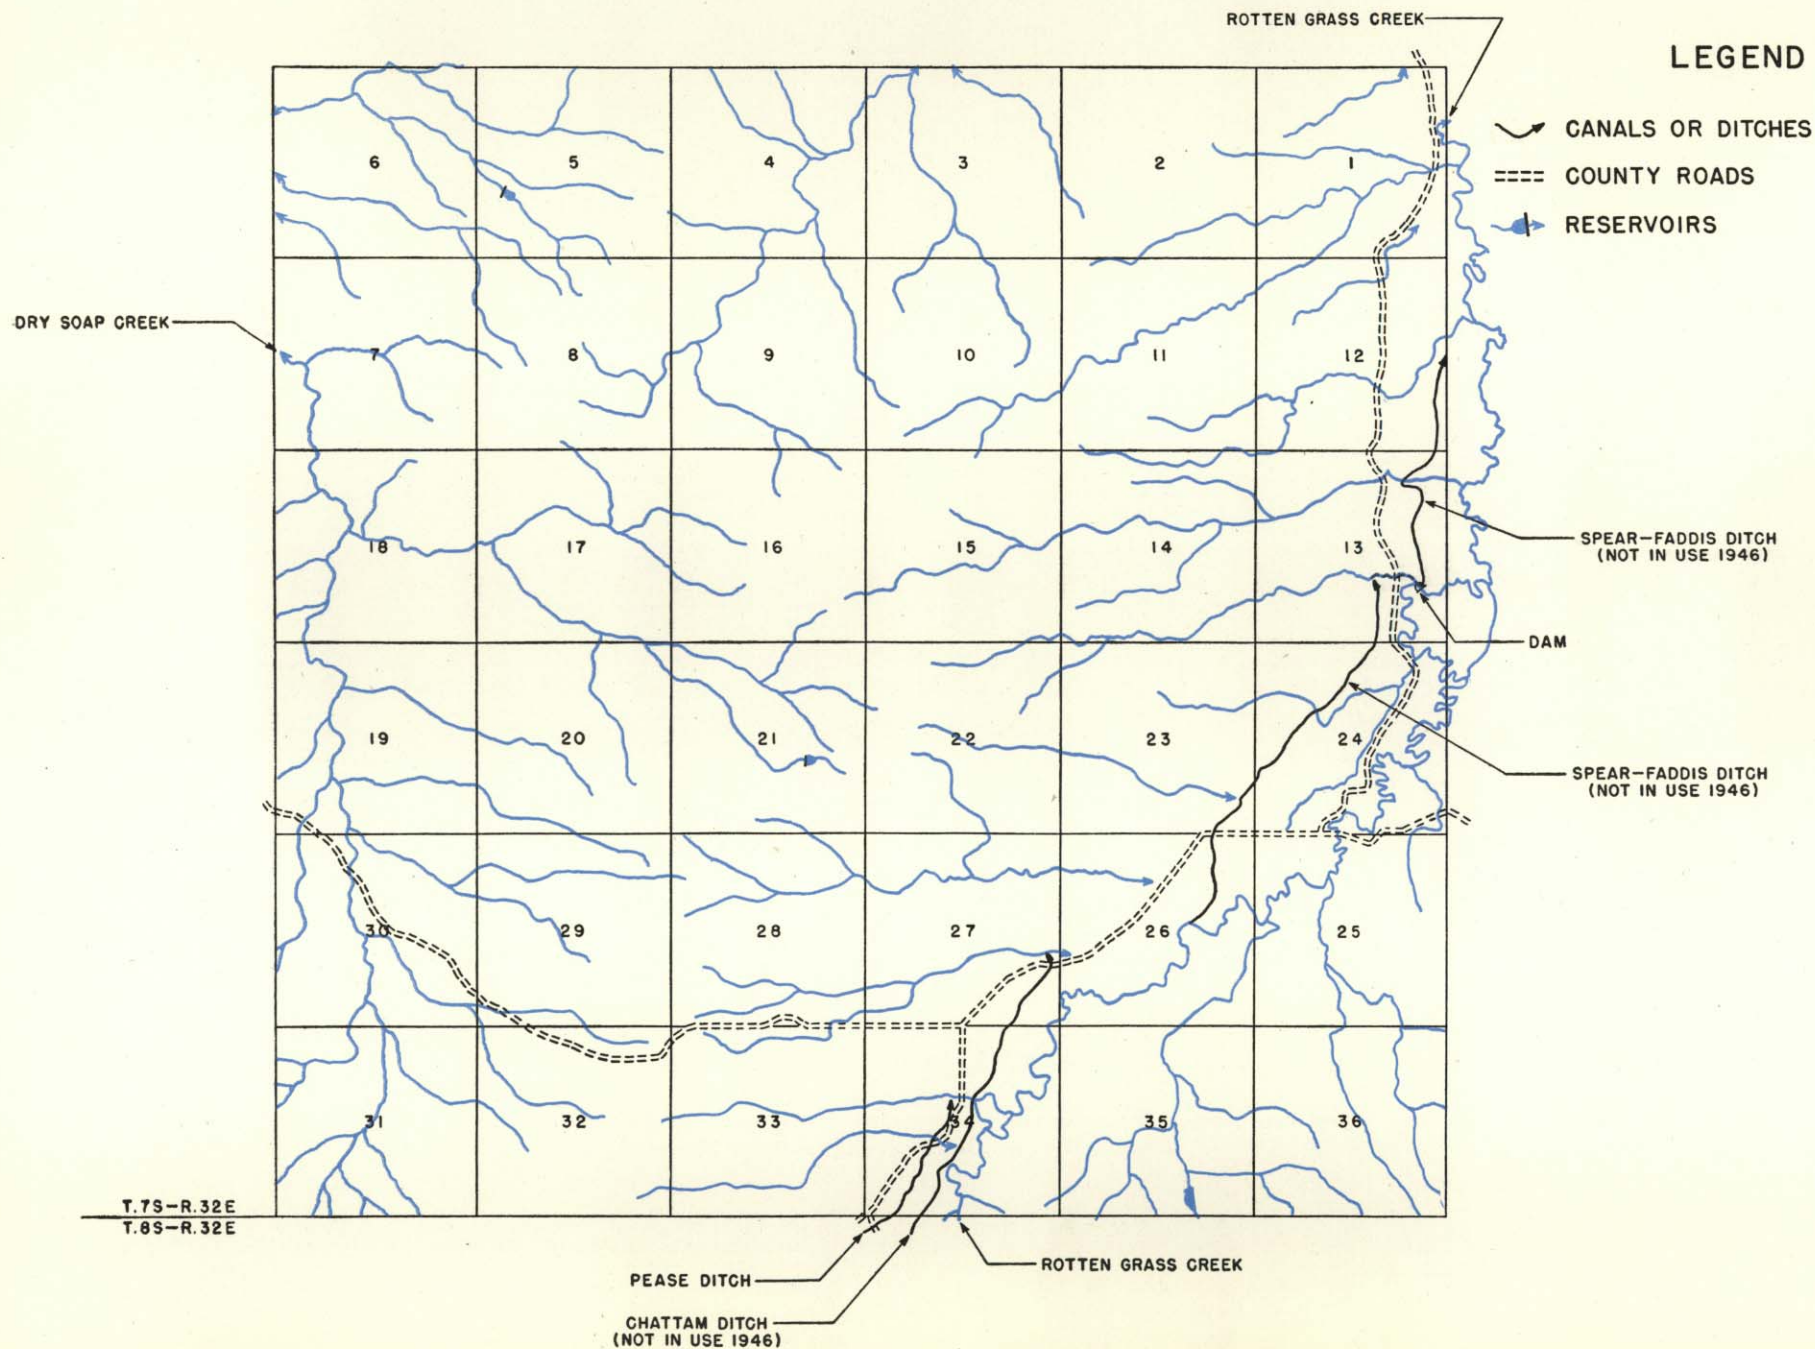 ROTTEN GRASS CREEK
LEGEND
CANALS OR DITCHES
COUNTY ROADS
RESERVOIRS
6 5 4 3 2 1
DRY SOAP CREEK
7 8 9 10 11 12
18 17 16 15 14 13
SPEAR-FADDIS DITCH
(NOT IN USE 1946)
DAM
19 20 21 22 23 24
SPEAR-FADDIS DITCH
(NOT IN USE 1946)
30 29 28 27 26 25
31 32 33 34 35 36
T.7S-R.32E
T.8S-R.32E
ROTTEN GRASS CREEK
PEASE DITCH
CHATTAM DITCH
(NOT IN USE 1946)